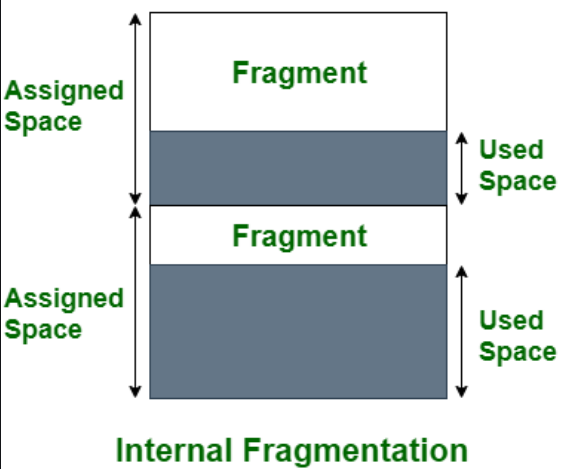 Fragment
Assigned
Space
Used
Space
Fragment
Assigned
Space
Used
Space
Internal Fragmentation